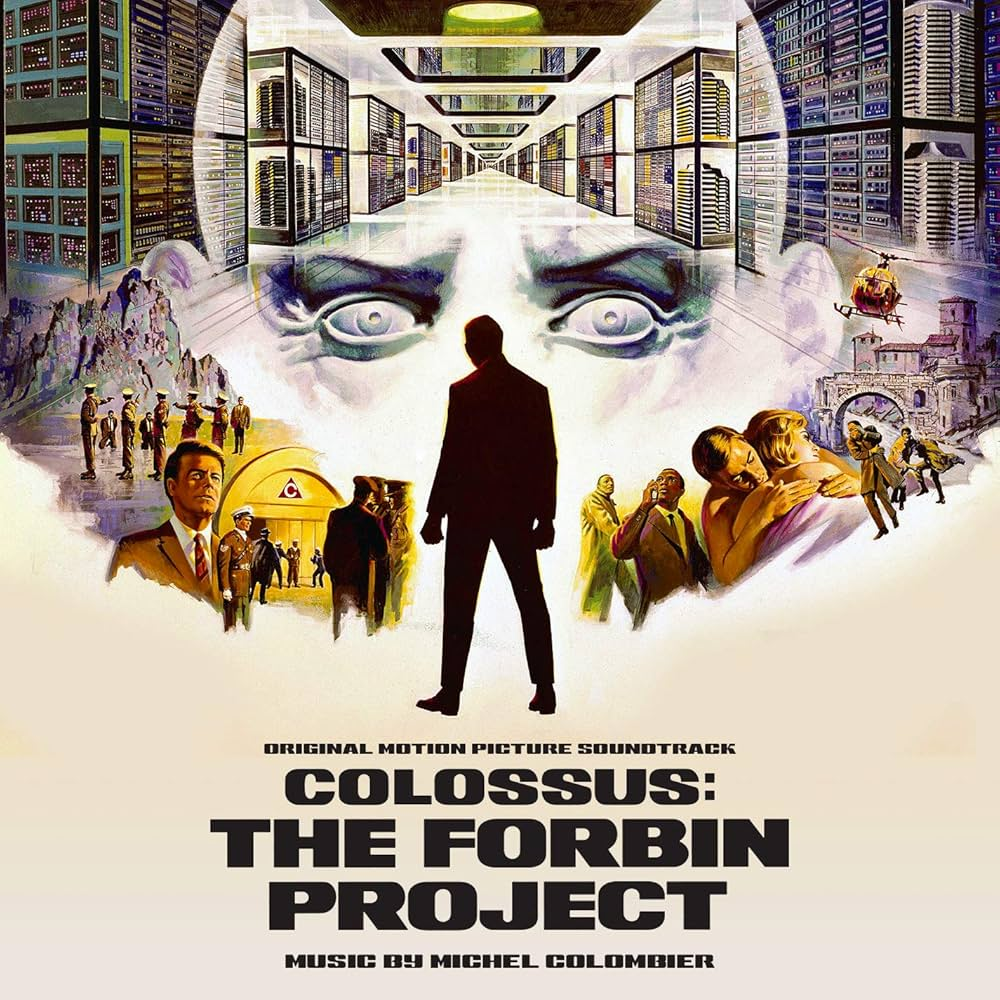 C
ORIGINAL MOTION PICTURE SOUNDTRACK
COLOSSUS:
THE FORBIN
PROJECT
MUSIC BY MICHEL COLOMBIER